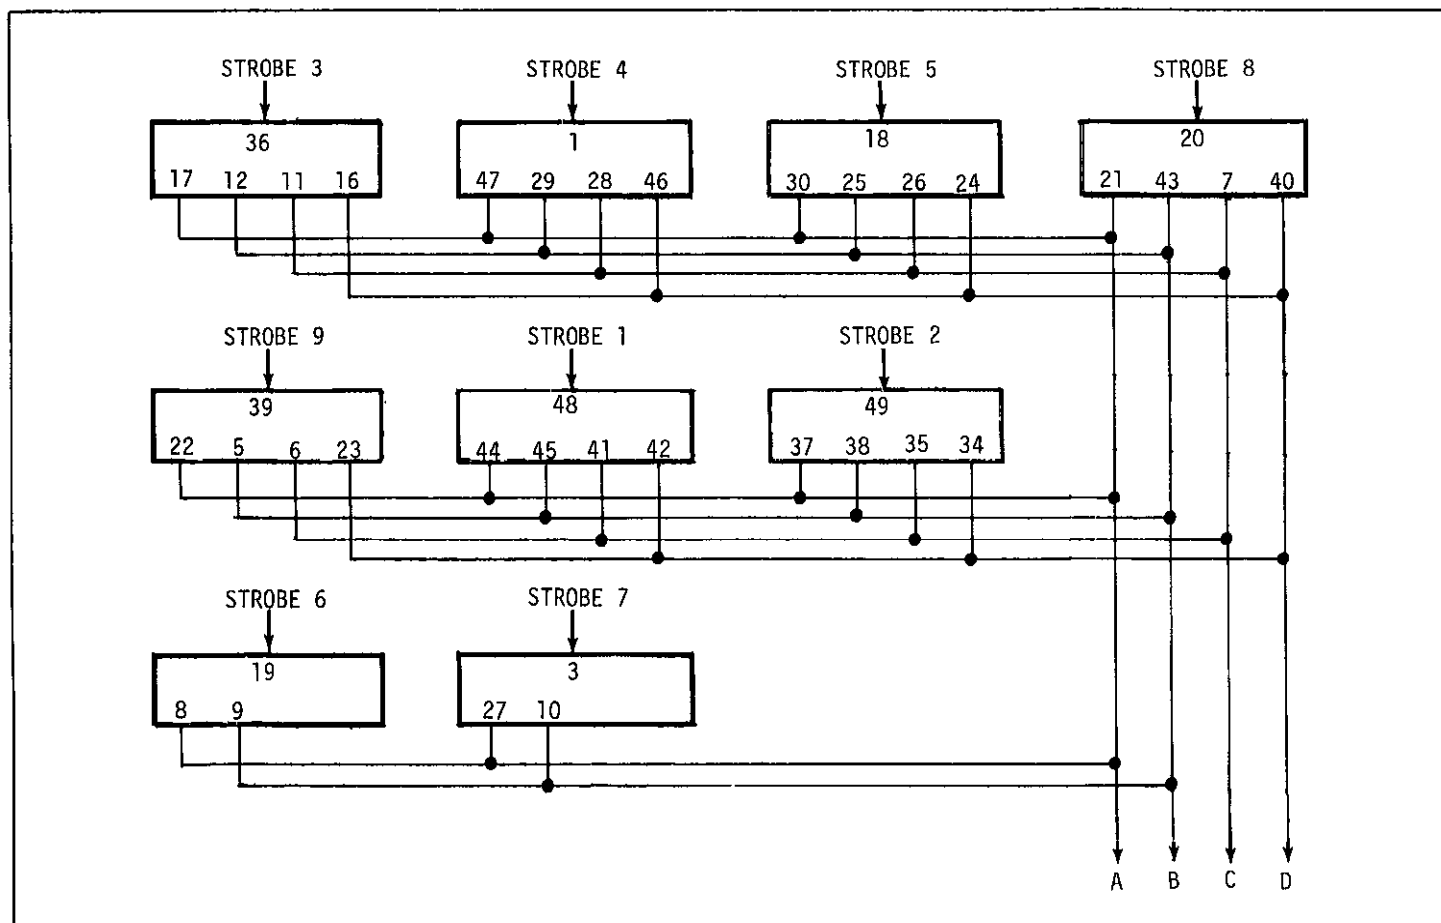 STROBE 3 STROBE 4 STROBE 5 STROBE 8
36 1 18 20
17 12 11 16 47 29 28 46 30 25 26 24 21 43 7 40
STROBE 9 STROBE 1 STROBE 2
39 48 49
22 5 6 23 44 45 41 42 37 38 35 34
STROBE 6 STROBE 7
19 3
8 9 27 10
A B C D